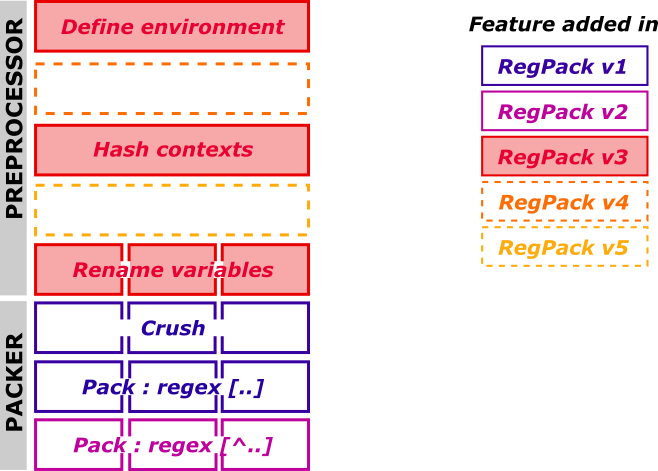 PREPROCESSOR
Define environment
Hash contexts
Rename variables
PACKER
Crush
Pack : regex [..]
Pack : regex [^..]
Feature added in
RegPack v1
RegPack v2
RegPack v3
RegPack v4
RegPack v5